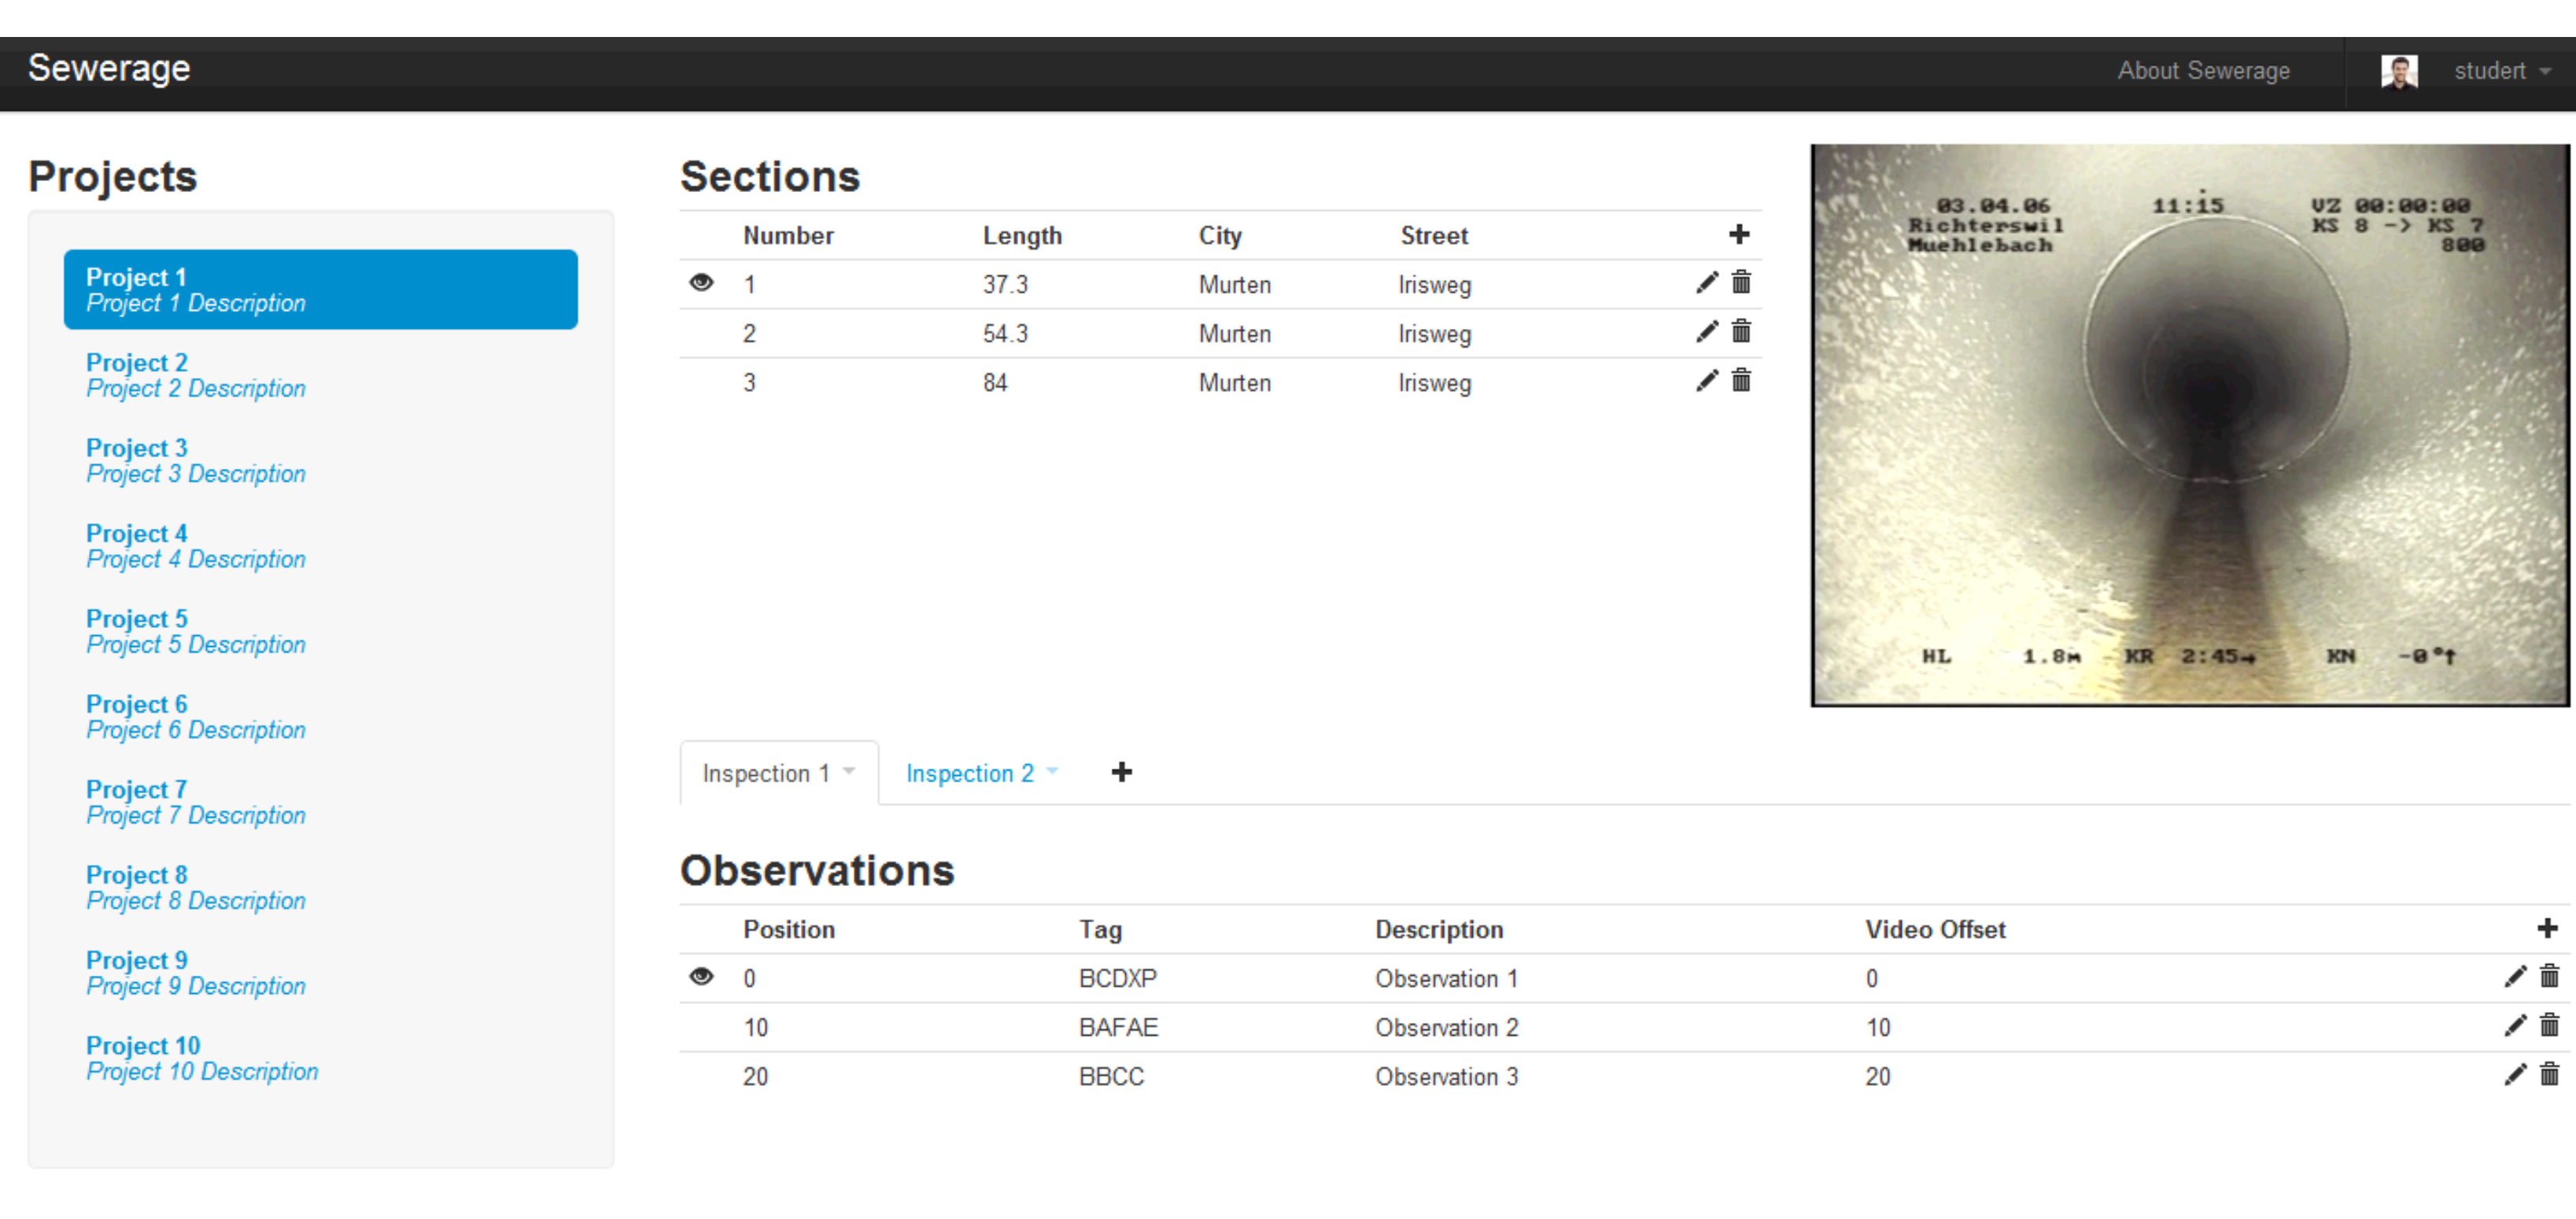 Sewerage
About Sewerage
studert
Projects
Project 1
Project 1 Description
Project 2
Project 2 Description
Project 3
Project 3 Description
Project 4
Project 4 Description
Project 5
Project 5 Description
Project 6
Project 6 Description
Project 7
Project 7 Description
Project 8
Project 8 Description
Project 9
Project 9 Description
Project 10
Project 10 Description
Sections
Number Length City Street
1 37.3 Murten Irisweg
2 54.3 Murten Irisweg
3 84 Murten Irisweg
03.04.06 11:15 VZ 00:00:00
Richterswil KS 8 -> KS 7
Muehlebach 800
HL 1.8m KR 2:45→ KN -0°↑
Inspection 1 Inspection 2
Observations
Position Tag Description Video Offset
0 BCDXP Observation 1 0
10 BAFAE Observation 2 10
20 BBCC Observation 3 20